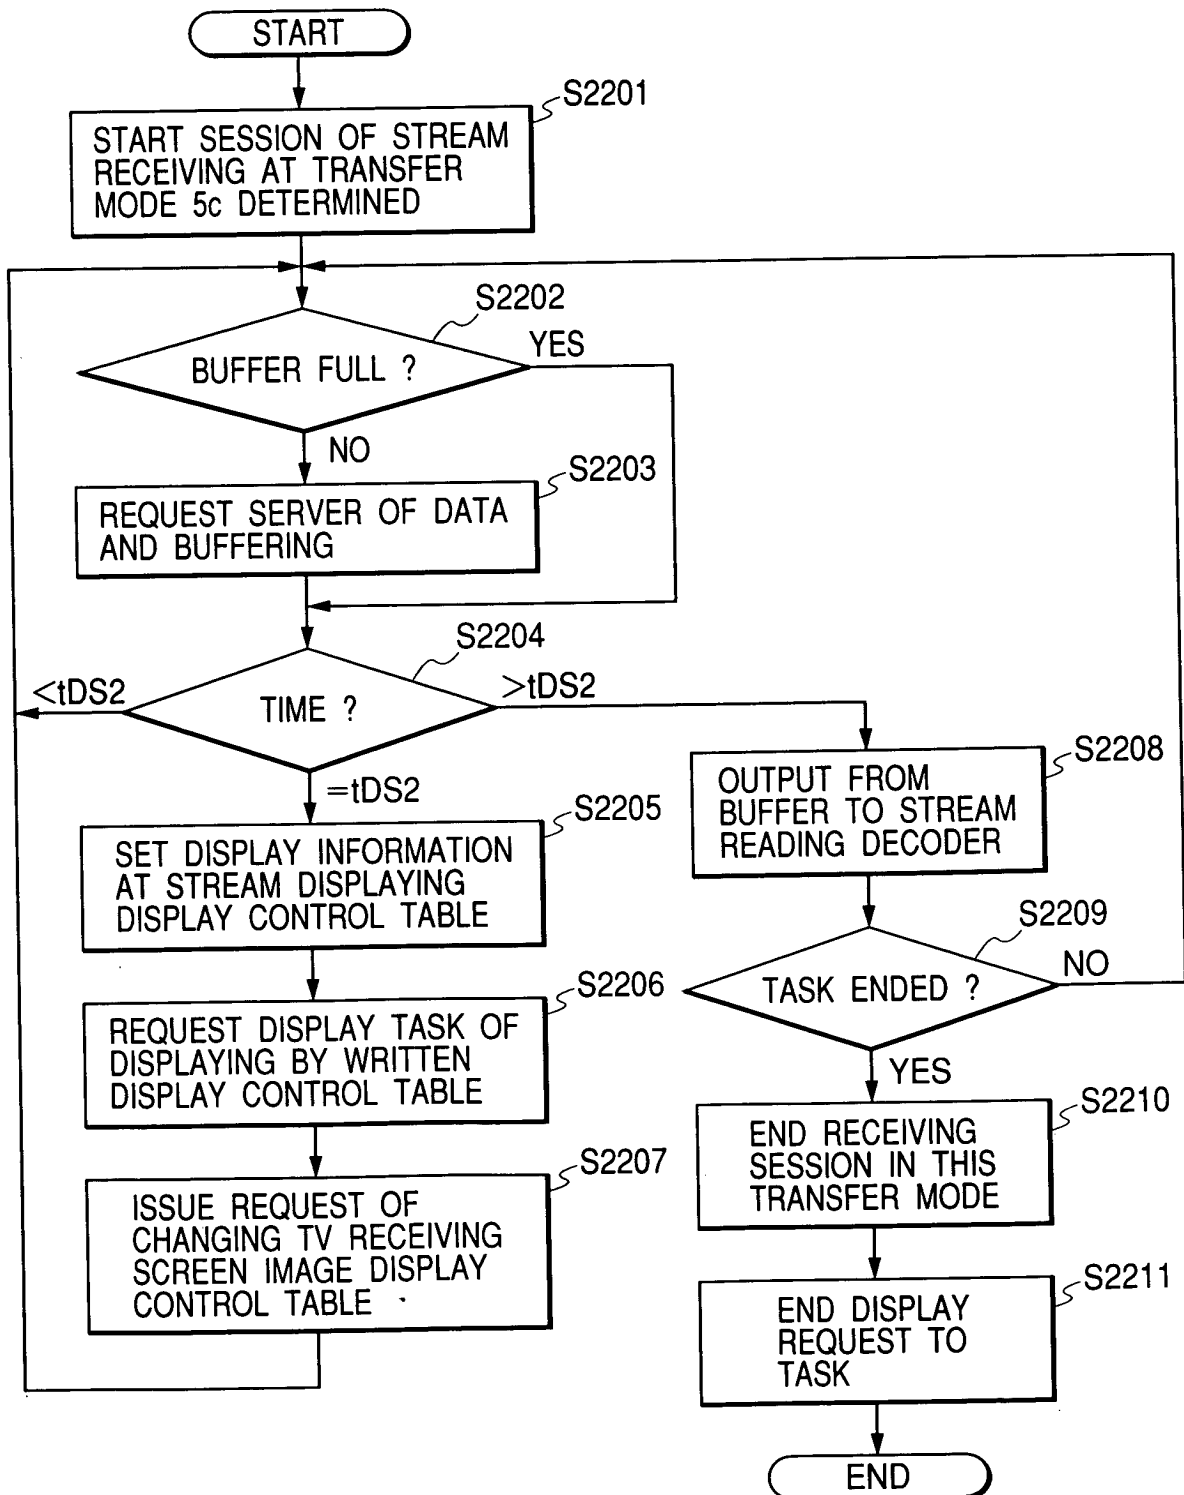 START
S2201
START SESSION OF STREAM
RECEIVING AT TRANSFER
MODE 5c DETERMINED
S2202
BUFFER FULL ?
YES
NO
S2203
REQUEST SERVER OF DATA
AND BUFFERING
S2204
TIME ?
<tDS2
>tDS2
=tDS2
S2205
SET DISPLAY INFORMATION
AT STREAM DISPLAYING
DISPLAY CONTROL TABLE
S2206
REQUEST DISPLAY TASK OF
DISPLAYING BY WRITTEN
DISPLAY CONTROL TABLE
S2207
ISSUE REQUEST OF
CHANGING TV RECEIVING
SCREEN IMAGE DISPLAY
CONTROL TABLE
S2208
OUTPUT FROM
BUFFER TO STREAM
READING DECODER
S2209
TASK ENDED ?
NO
YES
S2210
END RECEIVING
SESSION IN THIS
TRANSFER MODE
S2211
END DISPLAY
REQUEST TO
TASK
END